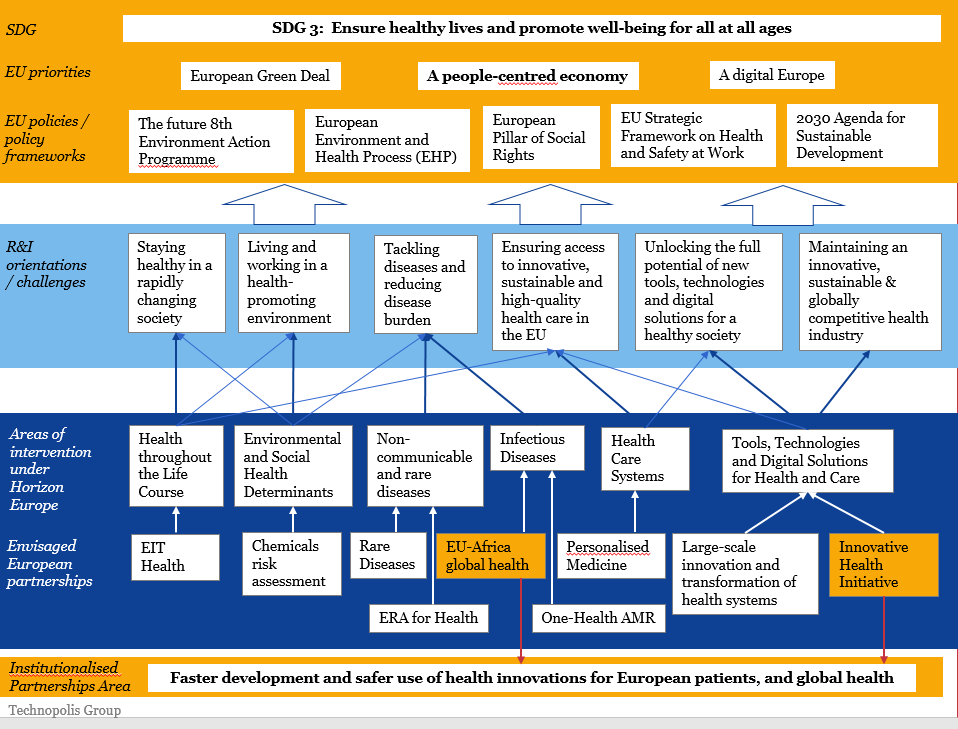 SDG
SDG 3:  Ensure healthy lives and promote well-being for all at all ages
EU priorities
European Green Deal
A people-centred economy
A digital Europe
EU policies /
policy
frameworks
The future 8th
Environment Action
Programme
European
Environment and
Health Process (EHP)
European
Pillar of Social
Rights
EU Strategic
Framework on Health
and Safety at Work
2030 Agenda for
Sustainable
Development
R&I
orientations
/ challenges
Staying
healthy in a
rapidly
changing
society
Living and
working in a
health-
promoting
environment
Tackling
diseases and
reducing
disease
burden
Ensuring access
to innovative,
sustainable and
high-quality
health care in
the EU
Unlocking the full
potential of new
tools, technologies
and digital
solutions for a
healthy society
Maintaining an
innovative,
sustainable &
globally
competitive health
industry
Areas of
intervention
under
Horizon
Europe
Health
throughout
the Life
Course
Environmental
and Social
Health
Determinants
Non-
communicable
and rare
diseases
Infectious
Diseases
Health
Care
Systems
Tools, Technologies
and Digital Solutions
for Health and Care
Envisaged
European
partnerships
EIT
Health
Chemicals
risk
assessment
Rare
Diseases
EU-Africa
global health
Personalised
Medicine
Large-scale
innovation and
transformation of
health systems
Innovative
Health
Initiative
ERA for Health
One-Health AMR
Institutionalised
Partnerships Area
Faster development and safer use of health innovations for European patients, and global health
Technopolis Group